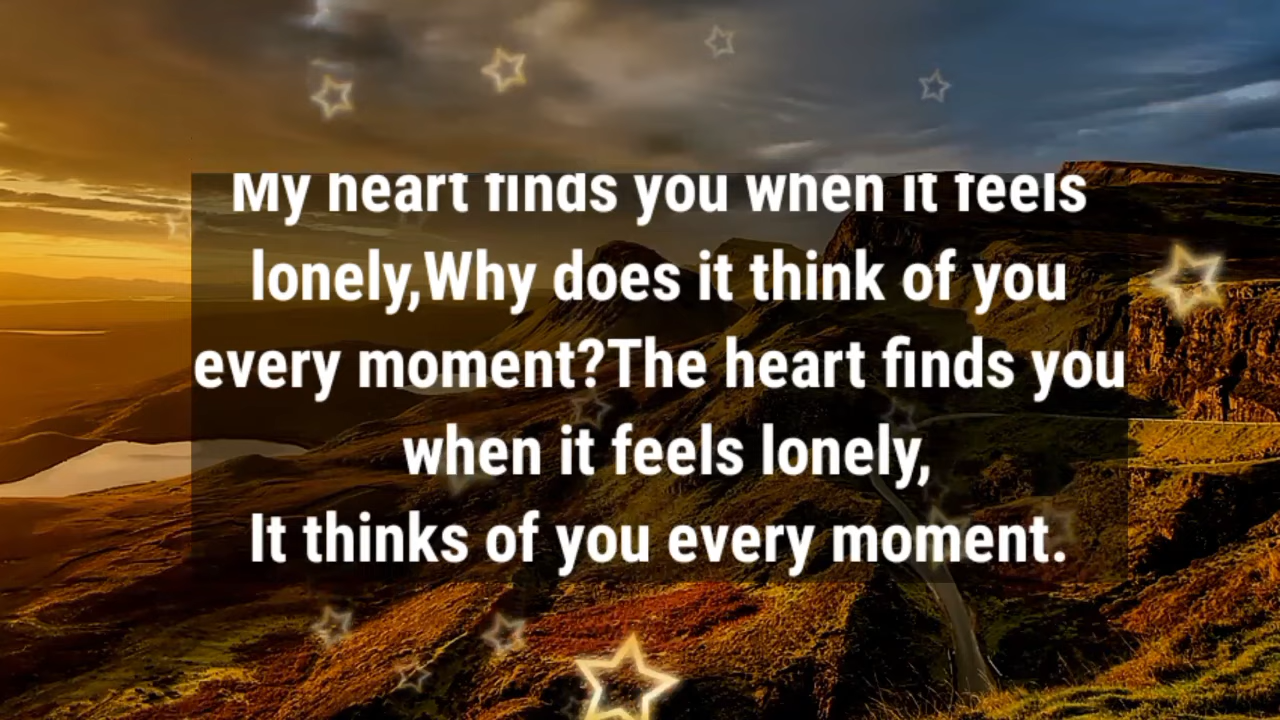 My heart finds you when it feels
lonely,Why does it think of you
every moment?The heart finds you
when it feels lonely,
It thinks of you every moment.